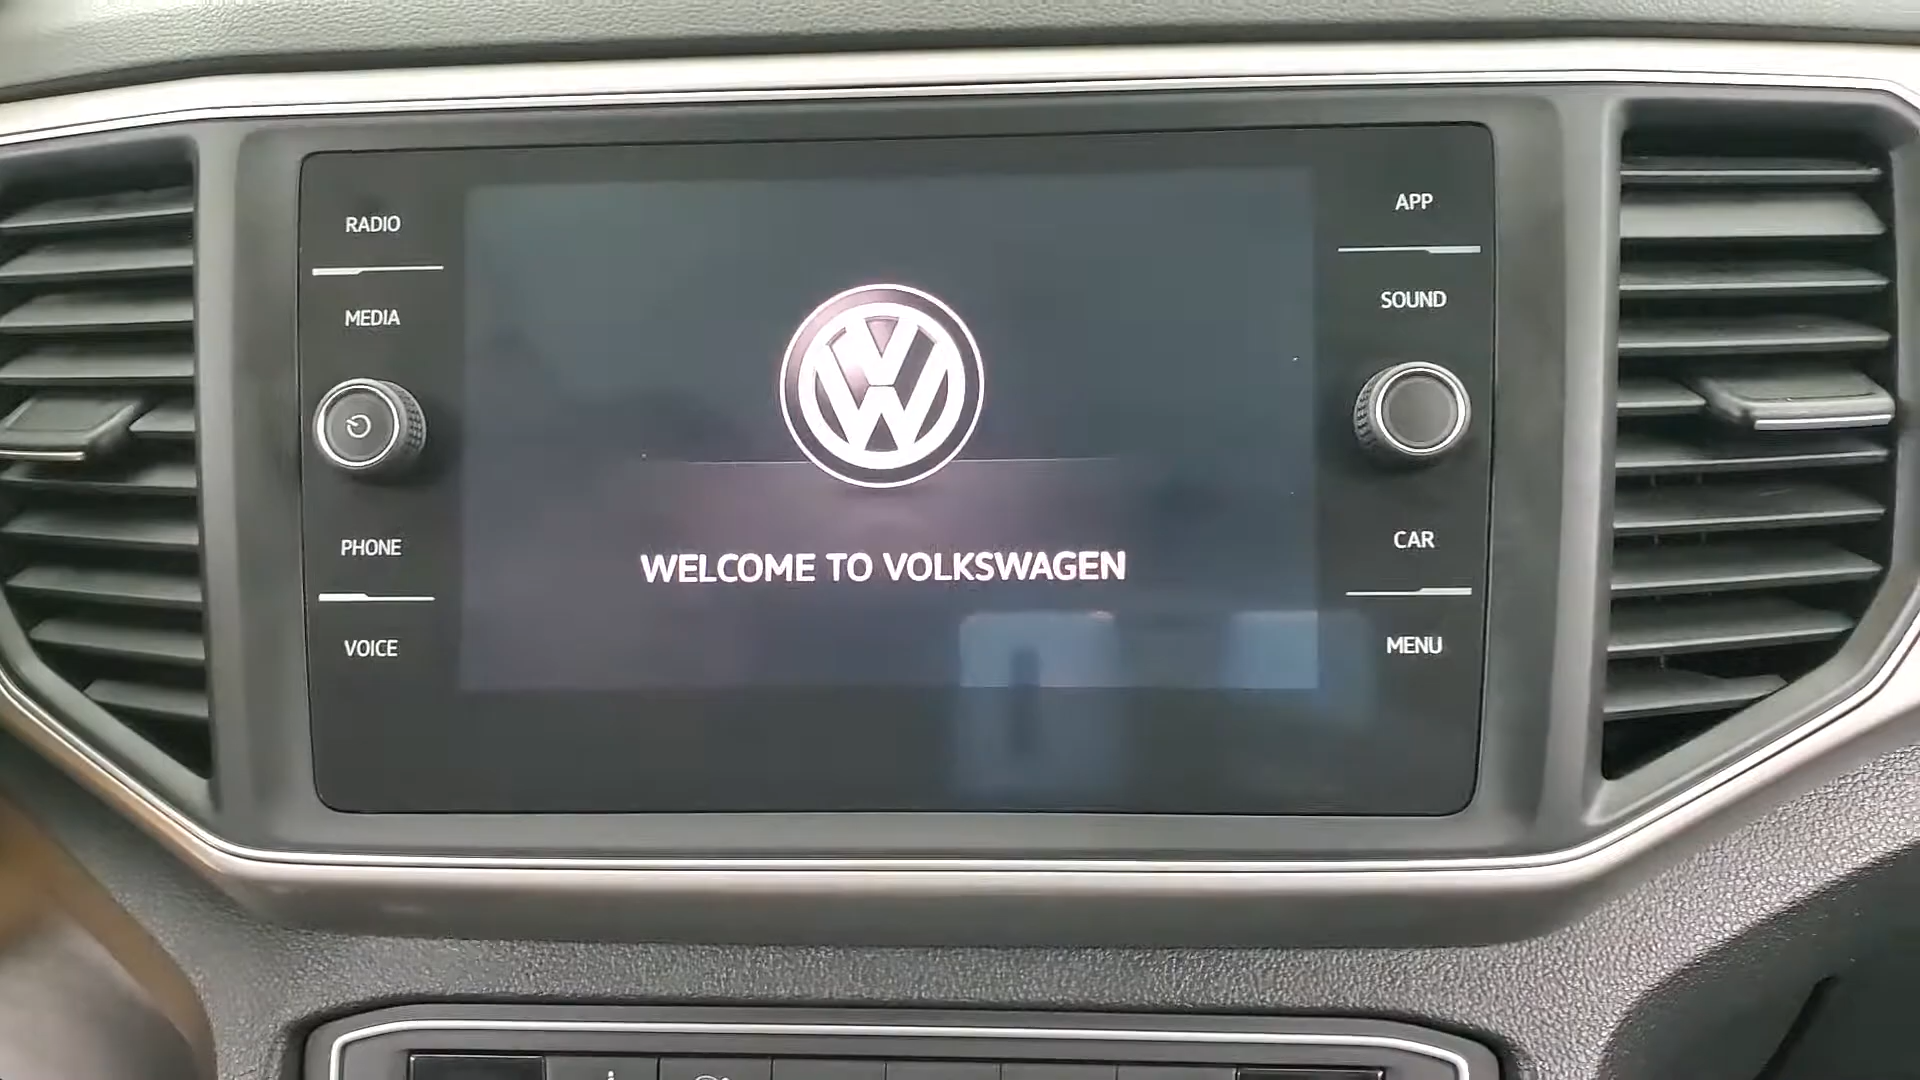 RADIO
MEDIA
PHONE
VOICE
WELCOME TO VOLKSWAGEN
APP
SOUND
CAR
MENU